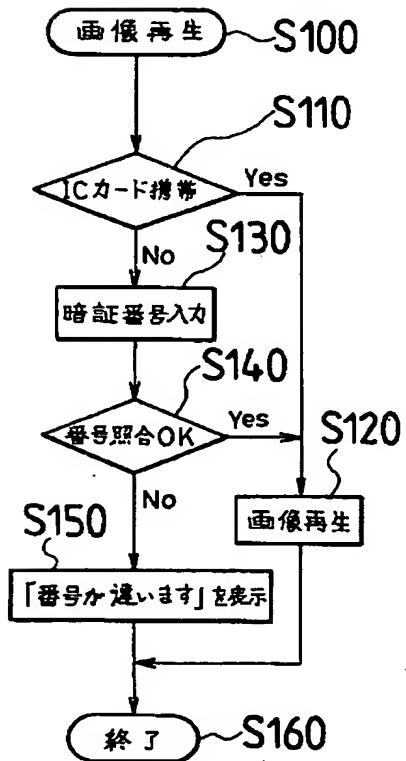 画像再生
S100
S110
ICカード携帯
Yes
No
S130
暗証番号入力
S140
番号照合OK
Yes
S120
No
画像再生
S150
「番号が違います」を表示
終了
S160